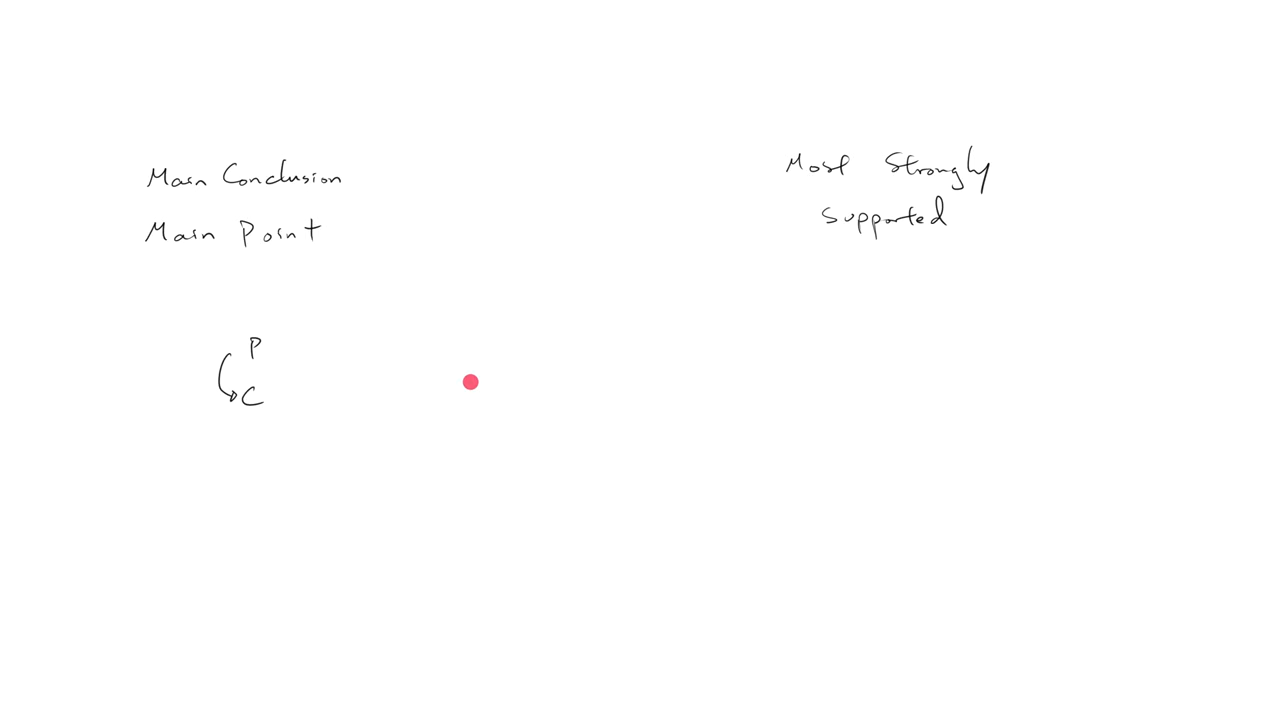 Main Conclusion
Main Point
Most Strongly
Supported
P
C